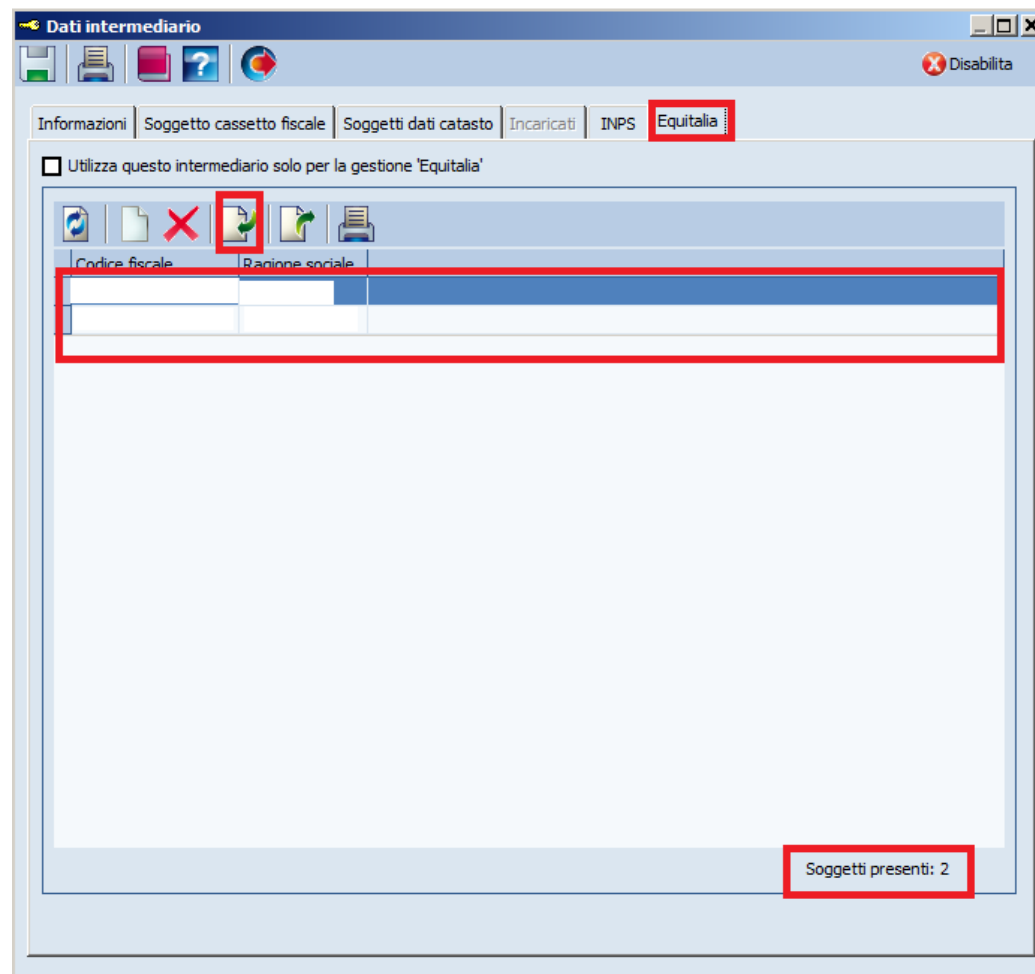 Dati intermediario
Disabilita
Informazioni Soggetto cassetto fiscale Soggetti dati catasto Incaricati INPS Equitalia
Utilizza questo intermediario solo per la gestione 'Equitalia'
Codice fiscale Ragione sociale
Soggetti presenti: 2